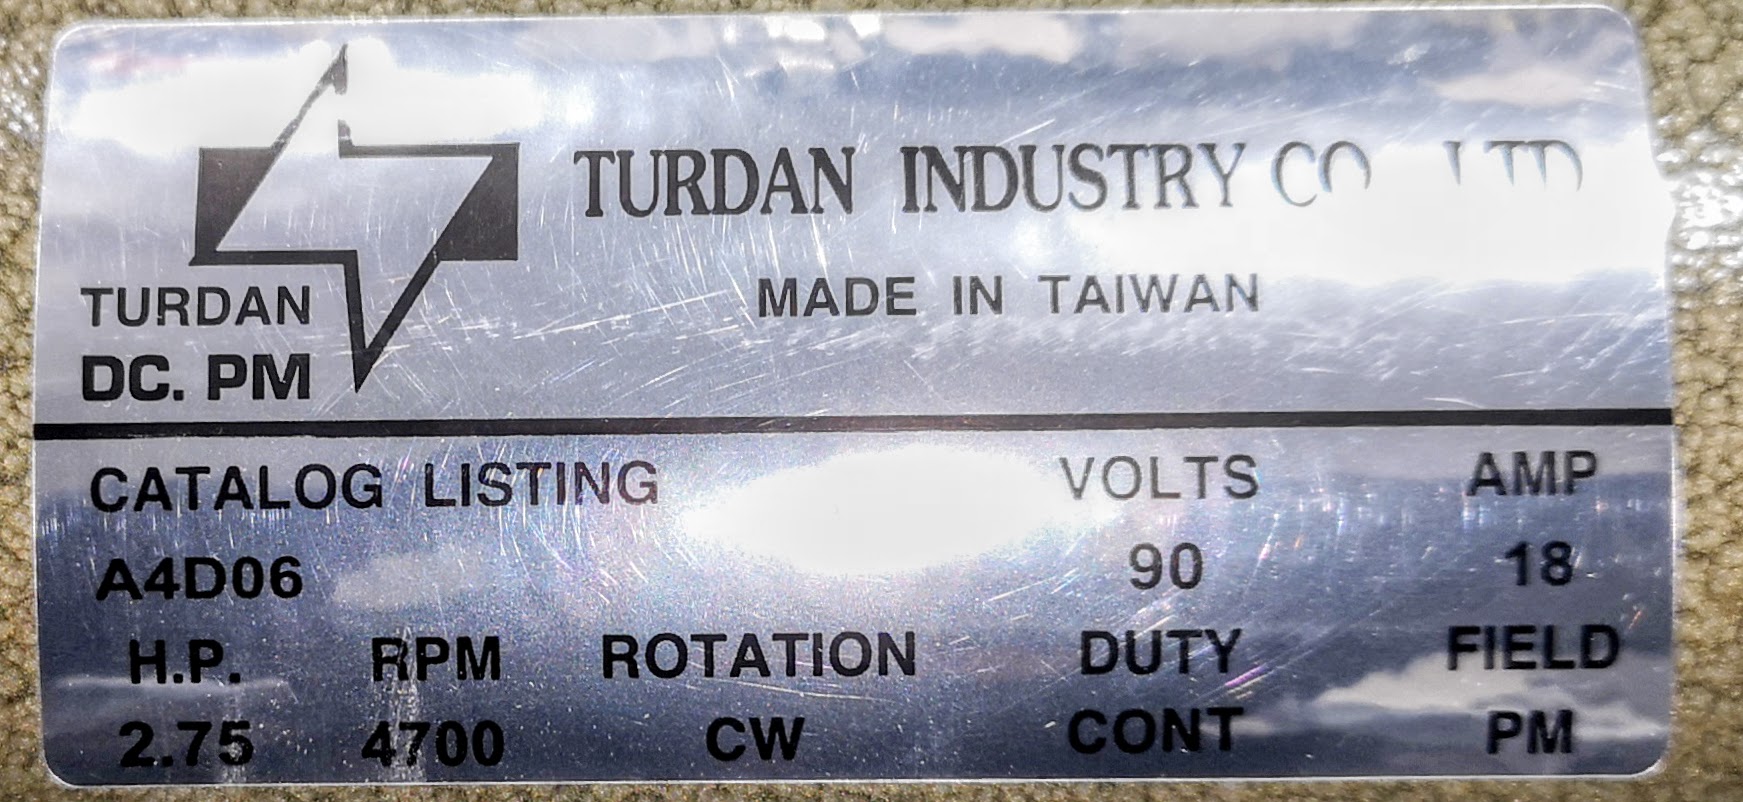 TURDAN INDUSTRY CO LTD
MADE IN TAIWAN
TURDAN
DC. PM
CATALOG LISTING VOLTS AMP
A4D06 90 18
H.P. RPM ROTATION DUTY FIELD
2.75 4700 CW CONT PM